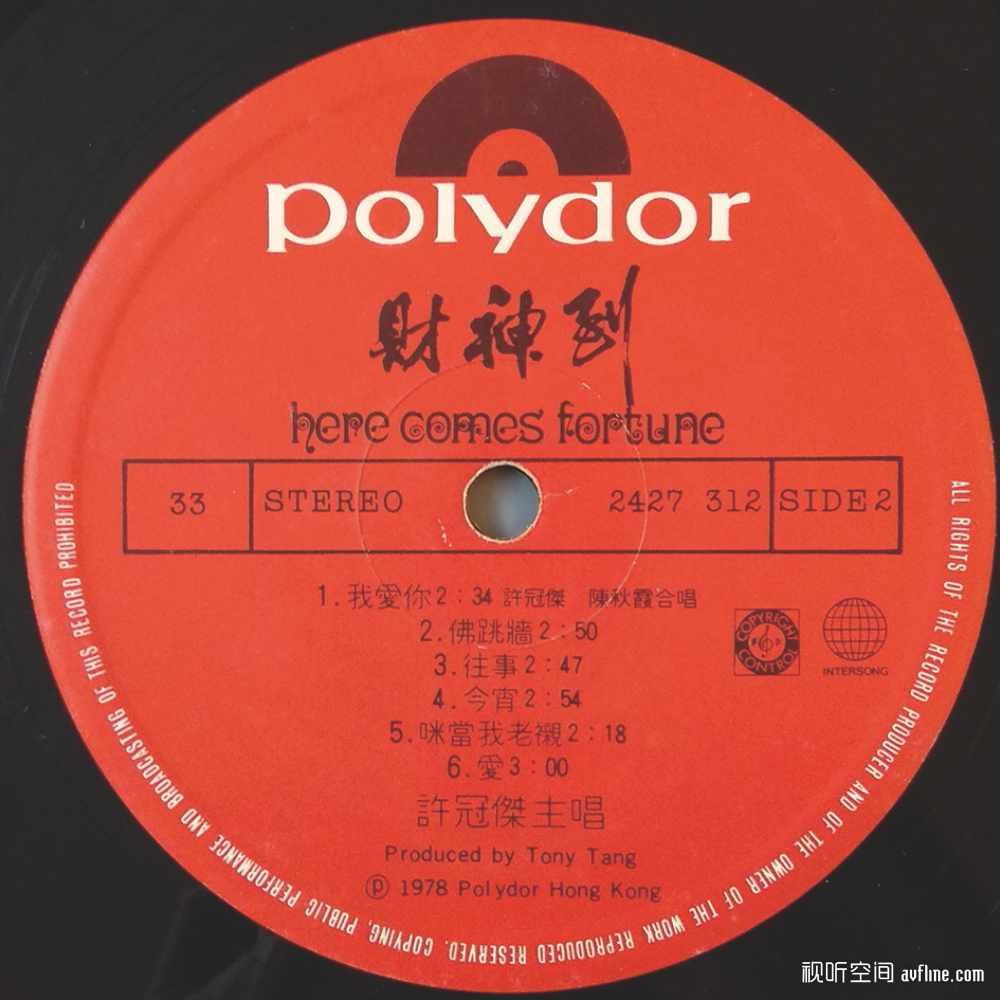 polydor
財神到
here comes fortune
33 STEREO 2427 312 SIDE 2
1.我愛你2:34 許冠傑 陳秋霞合唱
2.佛跳牆2:50
3.往事2:47
4.今宵2:54
5.咪當我老襯2:18
6.愛3:00
許冠傑主唱
Produced by Tony Tang
℗ 1978 Polydor Hong Kong
COPYRIGHT CONTROL
INTERSONG
ALL RIGHTS OF THE RECORD PRODUCER AND OF THE OWNER OF THE WORK REPRODUCED RESERVED. COPYING, PUBLIC PERFORMANCE AND BROADCASTING OF THIS RECORD PROHIBITED
视听空间 avfline.com